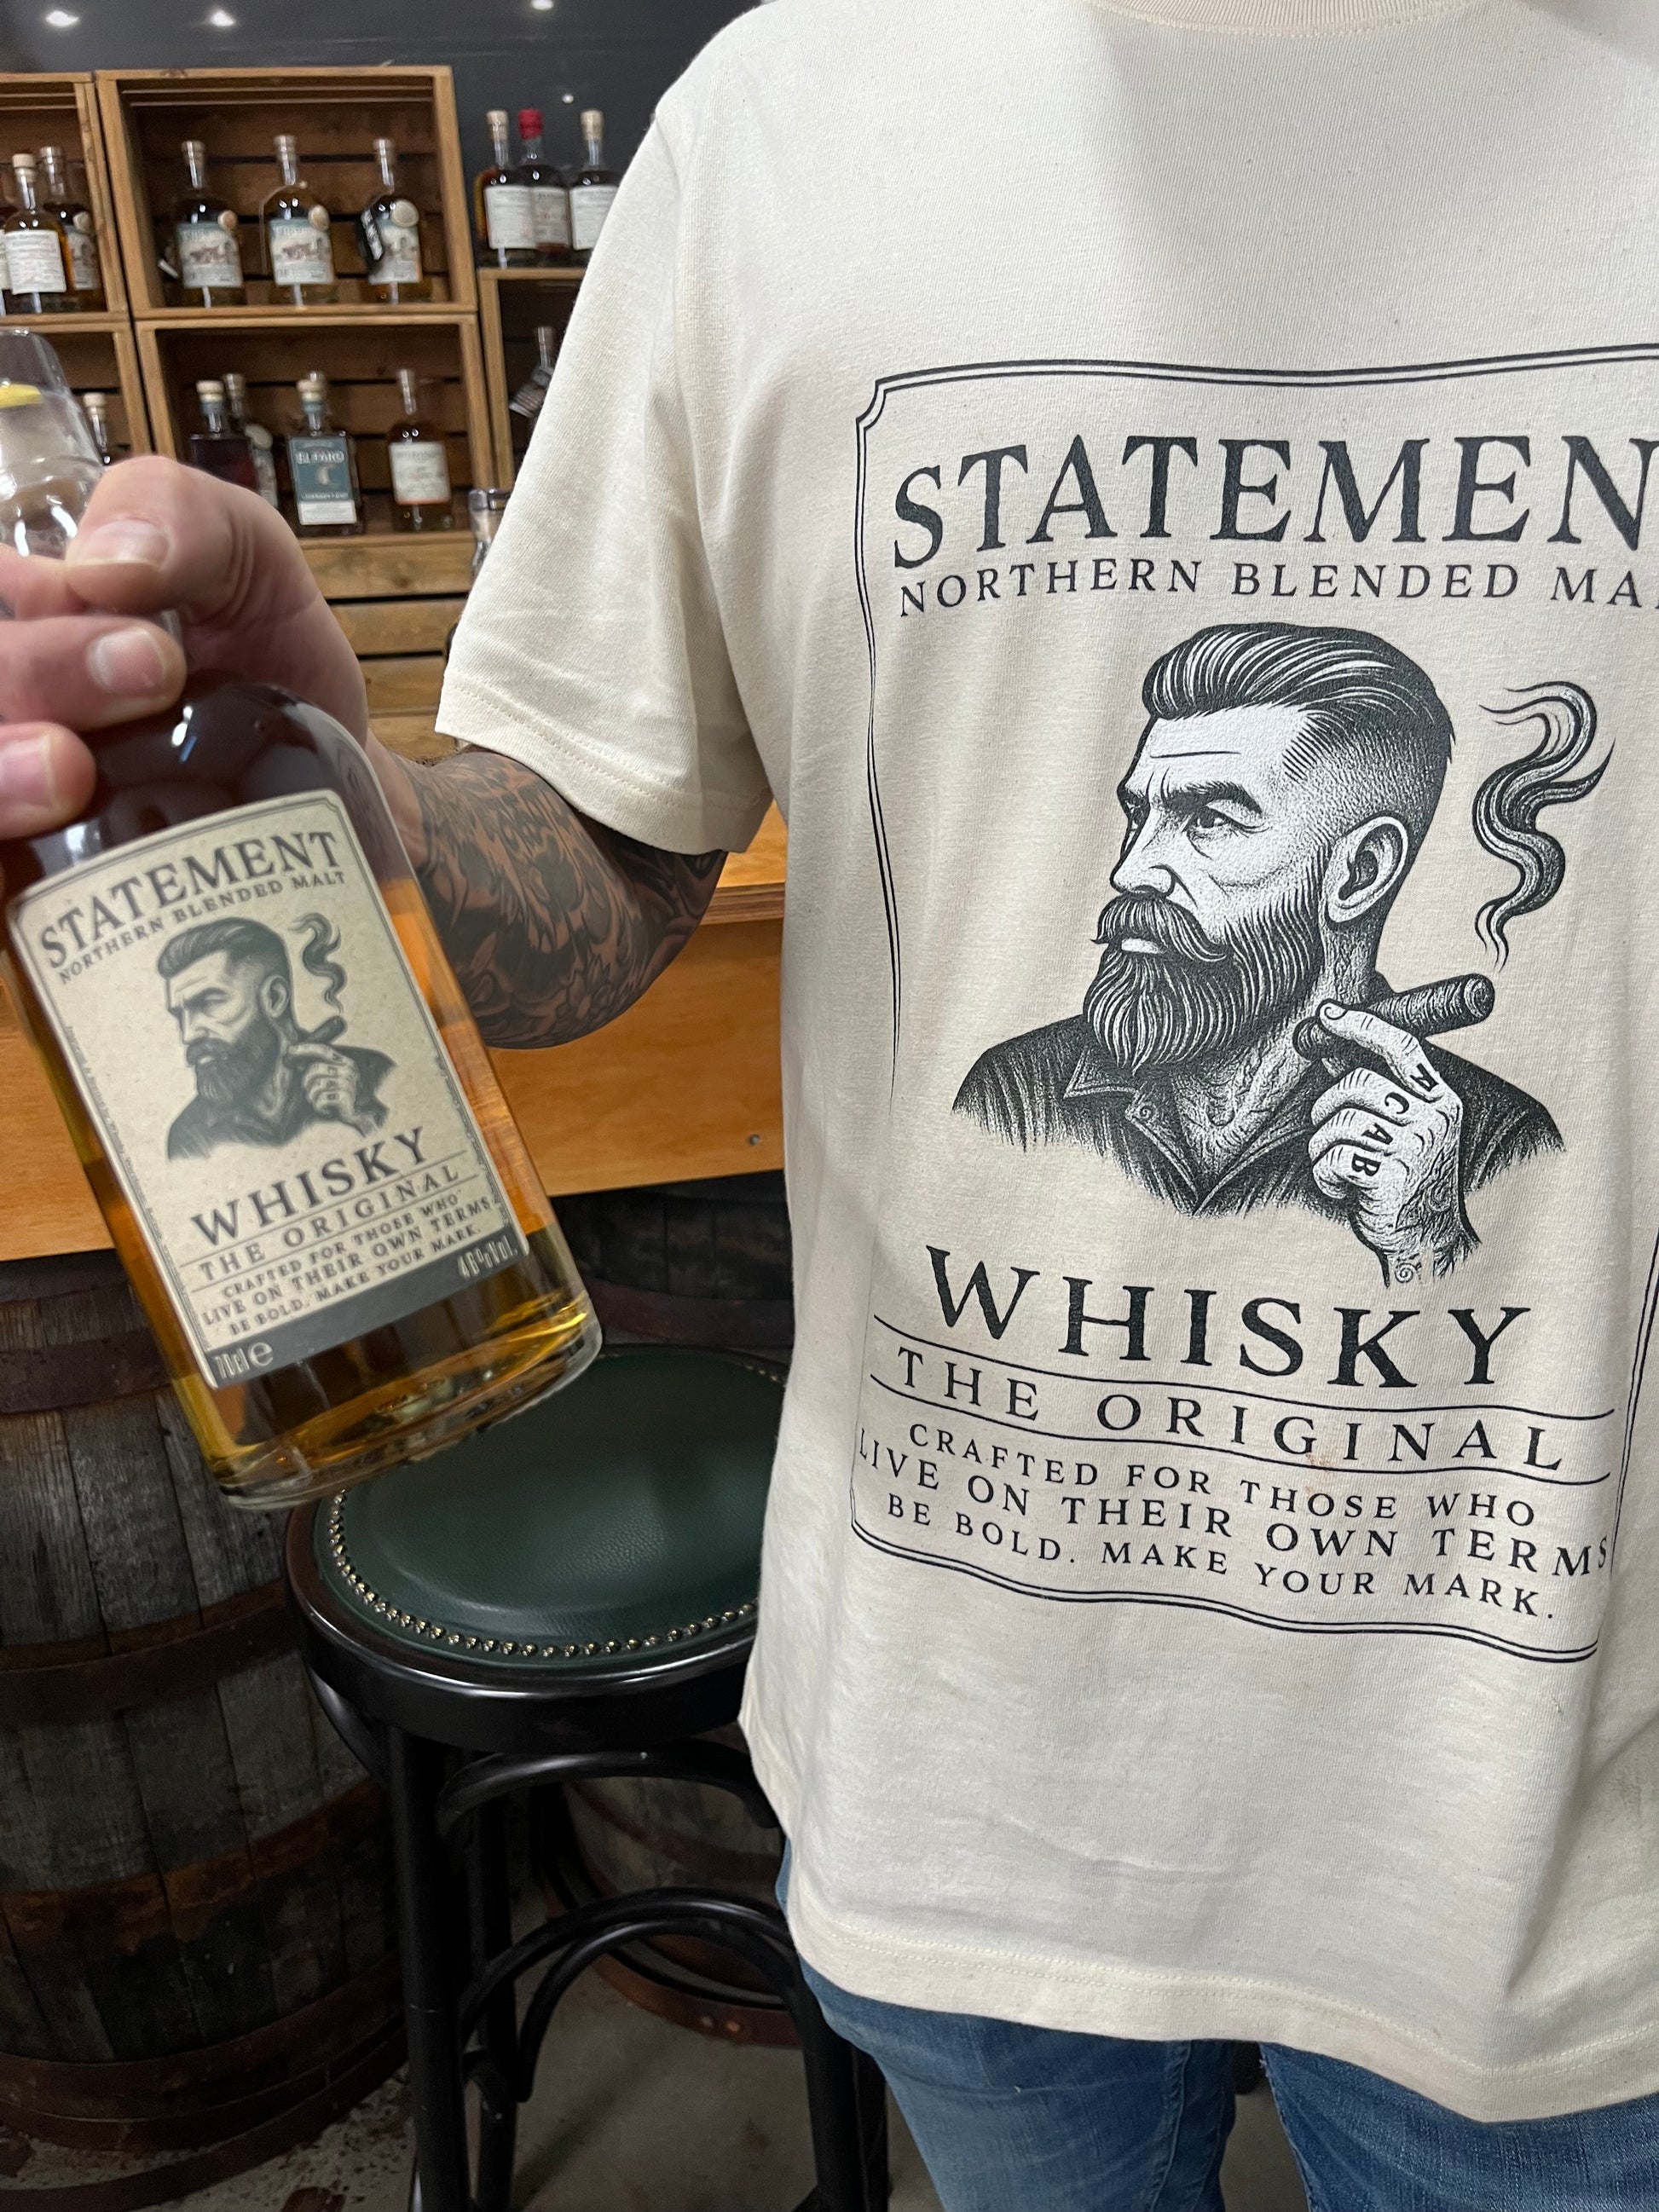 STATEMENT
NORTHERN BLENDED MALT
WHISKY
THE ORIGINAL
CRAFTED FOR THOSE WHO
LIVE ON THEIR OWN TERMS
BE BOLD. MAKE YOUR MARK.
70cl e
46%Vol.
STATEMEN
NORTHERN BLENDED MA
ACAB
WHISKY
THE ORIGINAL
CRAFTED FOR THOSE WHO
LIVE ON THEIR OWN TERMS
BE BOLD. MAKE YOUR MARK.